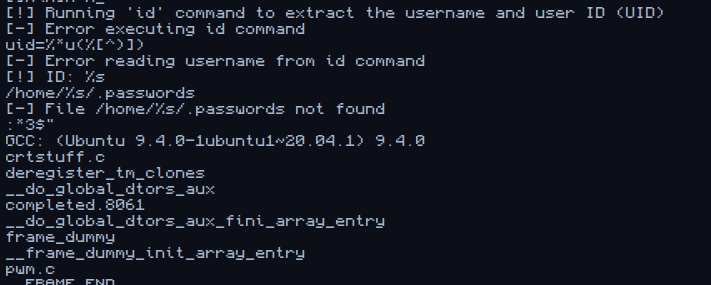 [!] Running 'id' command to extract the username and user ID (UID)
[-] Error executing id command
uid=%*u(%[^)])
[-] Error reading username from id command
[!] ID: %s
/home/%s/.passwords
[-] File /home/%s/.passwords not found
:*3$"
GCC: (Ubuntu 9.4.0-1ubuntu1~20.04.1) 9.4.0
crtstuff.c
deregister_tm_clones
__do_global_dtors_aux
completed.8061
__do_global_dtors_aux_fini_array_entry
frame_dummy
__frame_dummy_init_array_entry
pwm.c
__FRAME_END__